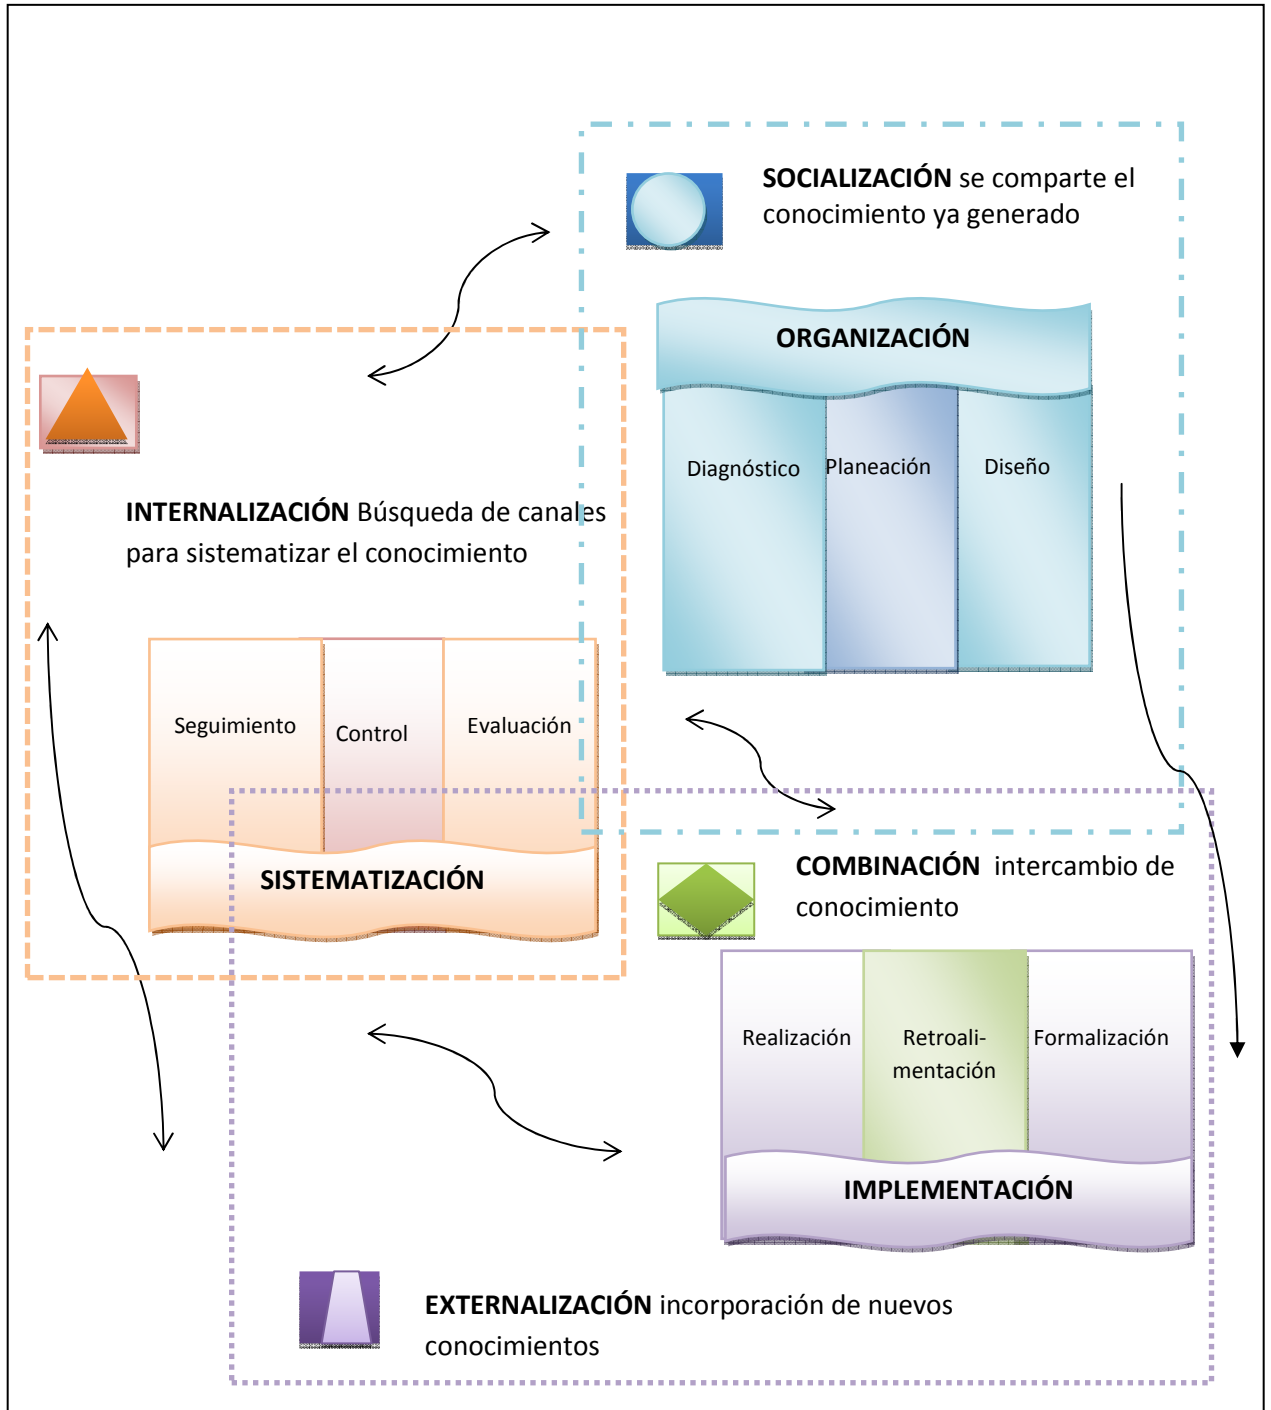 SOCIALIZACIÓN se comparte el
conocimiento ya generado
ORGANIZACIÓN
Diagnóstico
Planeación
Diseño
INTERNALIZACIÓN Búsqueda de canales
para sistematizar el conocimiento
Seguimiento
Control
Evaluación
SISTEMATIZACIÓN
COMBINACIÓN intercambio de
conocimiento
Realización
Retroali-
mentación
Formalización
IMPLEMENTACIÓN
EXTERNALIZACIÓN incorporación de nuevos
conocimientos